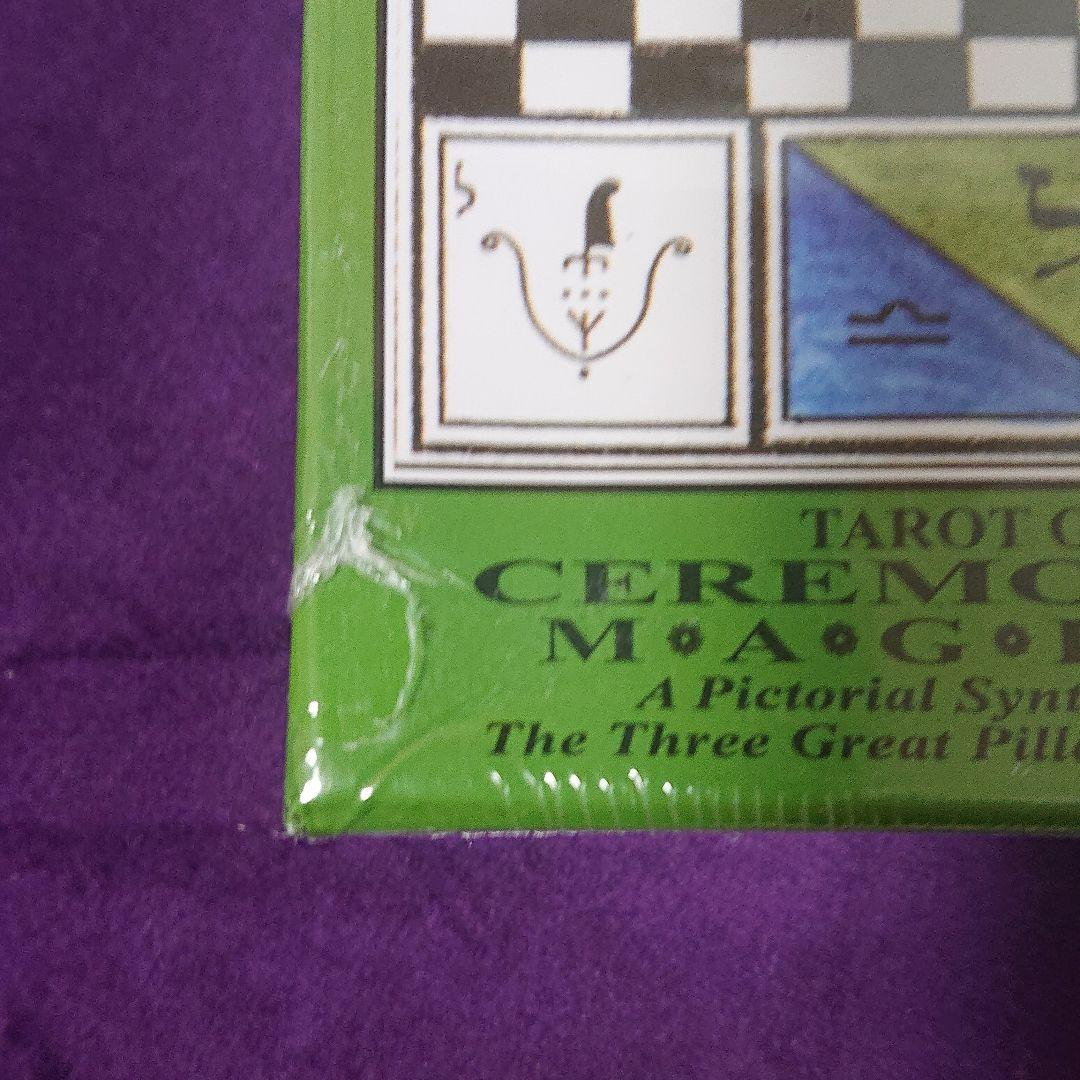 TAROT
CEREMO
M A G
A Pictorial Synt
The Three Great Pill